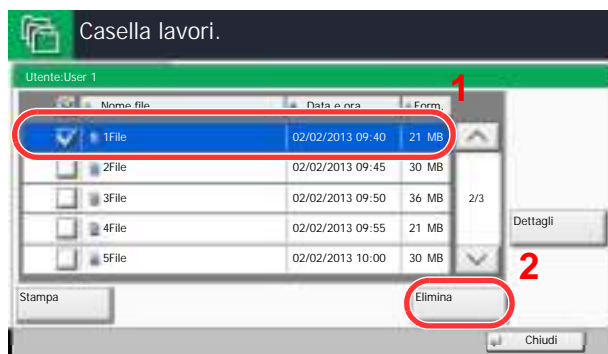 Casella lavori.
Utente:User 1
1
Nome file Data e ora Form.
1File 02/02/2013 09:40 21 MB
2File 02/02/2013 09:45 30 MB
3File 02/02/2013 09:50 36 MB 2/3
4File 02/02/2013 09:55 21 MB
Dettagli
5File 02/02/2013 10:00 30 MB
2
Stampa Elimina
Chiudi